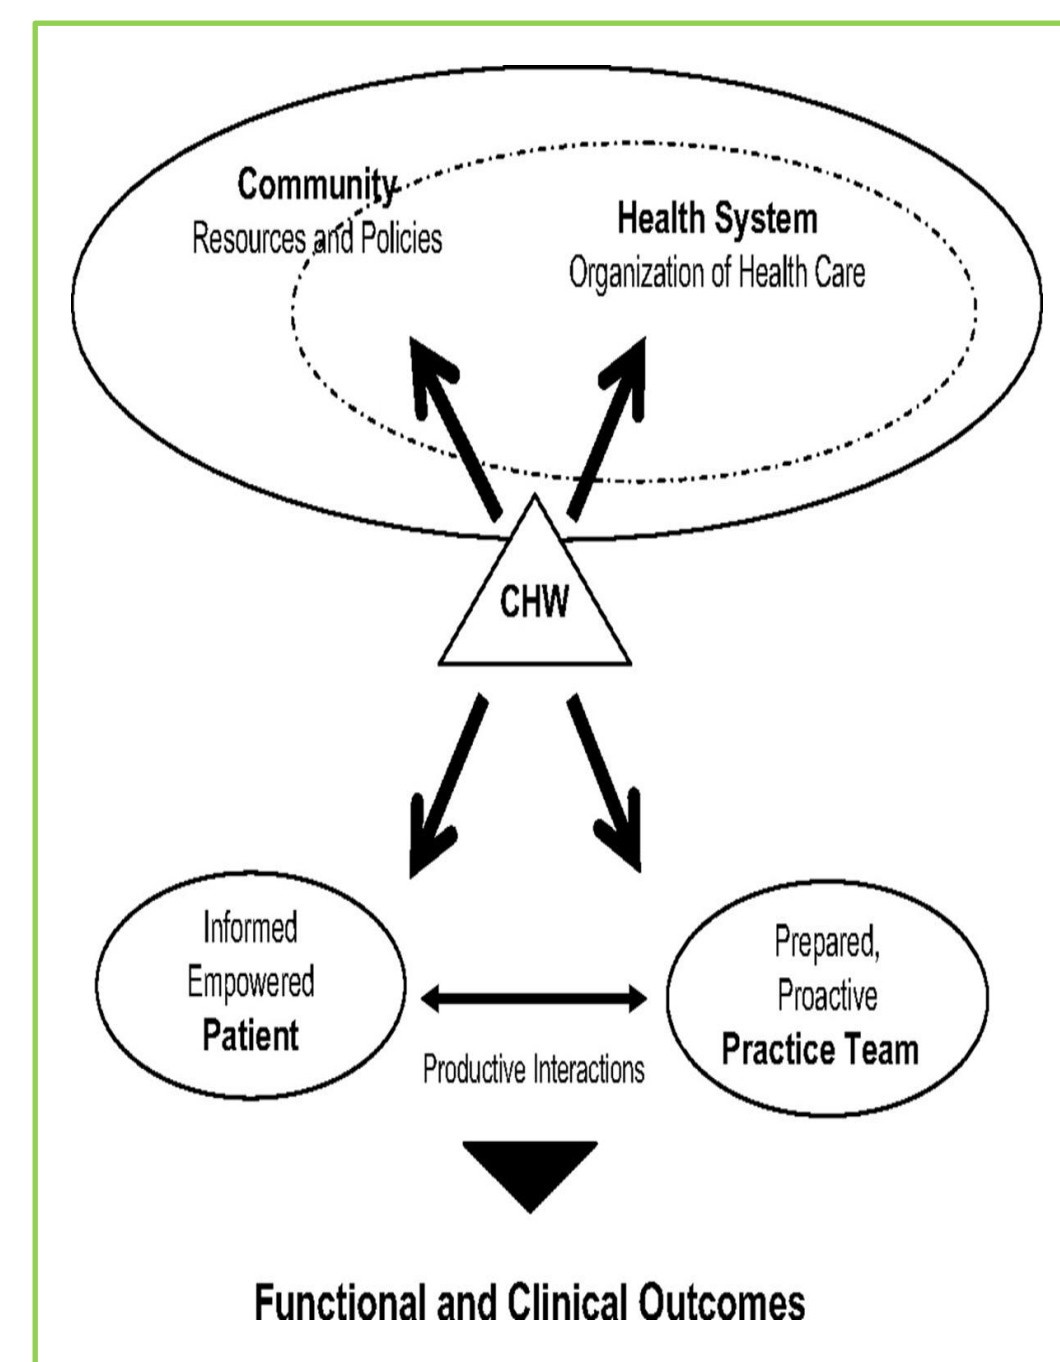 Community
Resources and Policies
Health System
Organization of Health Care
CHW
Informed
Empowered
Patient
Prepared,
Proactive
Practice Team
Productive Interactions
Functional and Clinical Outcomes